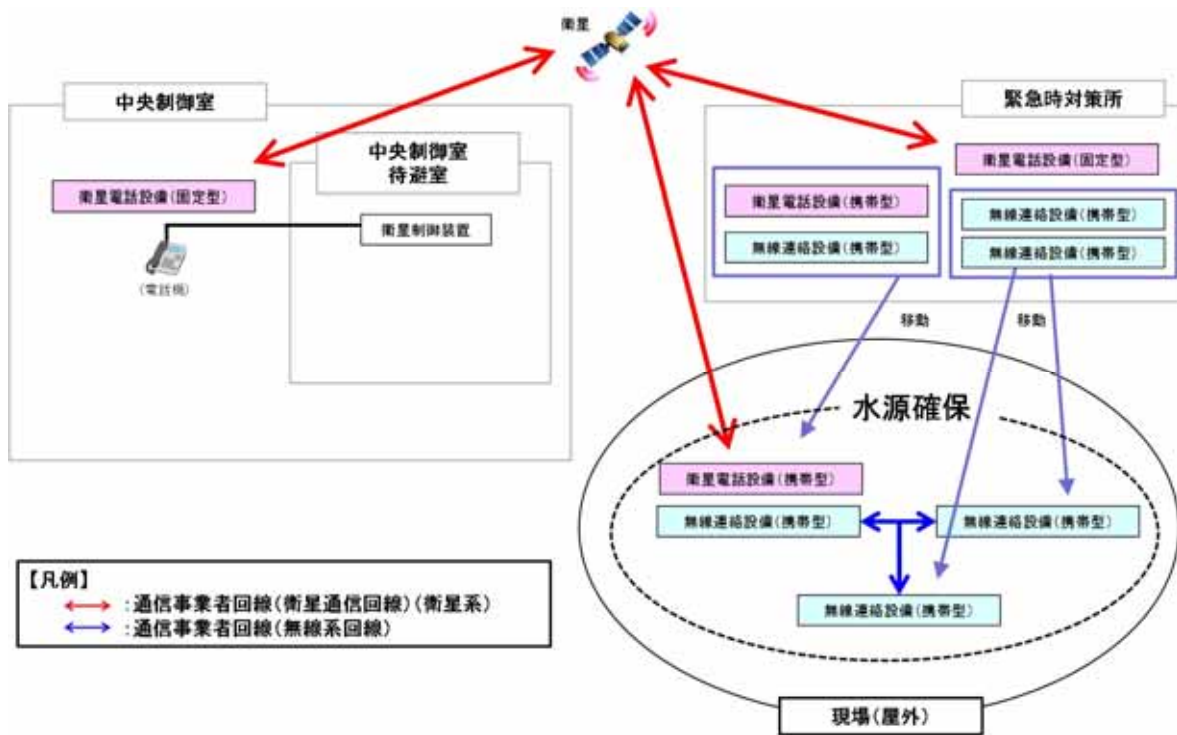 衛星
中央制御室
中央制御室
待避室
衛星電話設備(固定型)
衛星制御装置
(電話機)
緊急時対策所
衛星電話設備(固定型)
衛星電話設備(携帯型)
無線連絡設備(携帯型)
無線連絡設備(携帯型)
無線連絡設備(携帯型)
移動
移動
水源確保
衛星電話設備(携帯型)
無線連絡設備(携帯型)
無線連絡設備(携帯型)
無線連絡設備(携帯型)
現場(屋外)
【凡例】
:通信事業者回線(衛星通信回線)(衛星系)
:通信事業者回線(無線系回線)